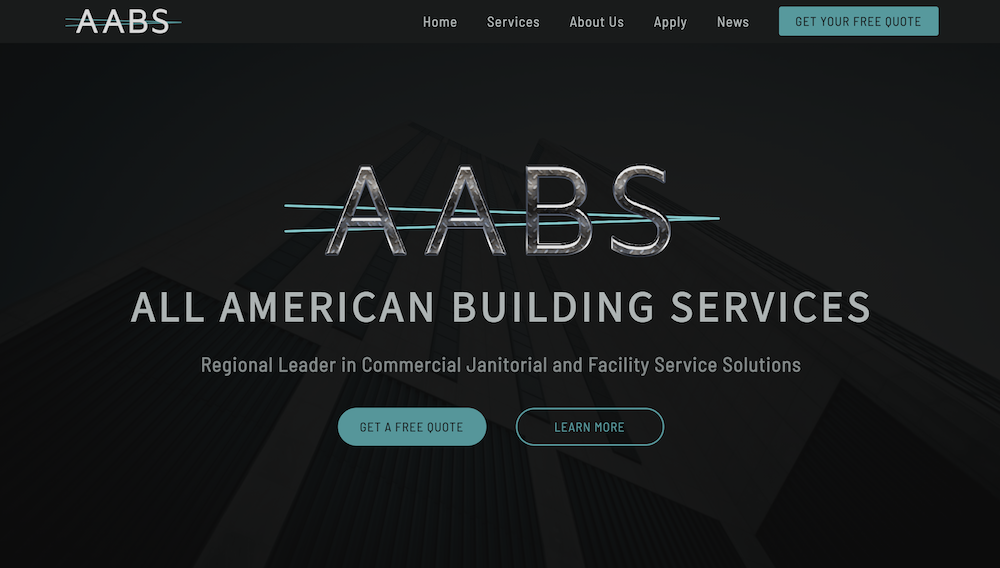 AABS
Home Services About Us Apply News GET YOUR FREE QUOTE
AABS
ALL AMERICAN BUILDING SERVICES
Regional Leader in Commercial Janitorial and Facility Service Solutions
GET A FREE QUOTE LEARN MORE